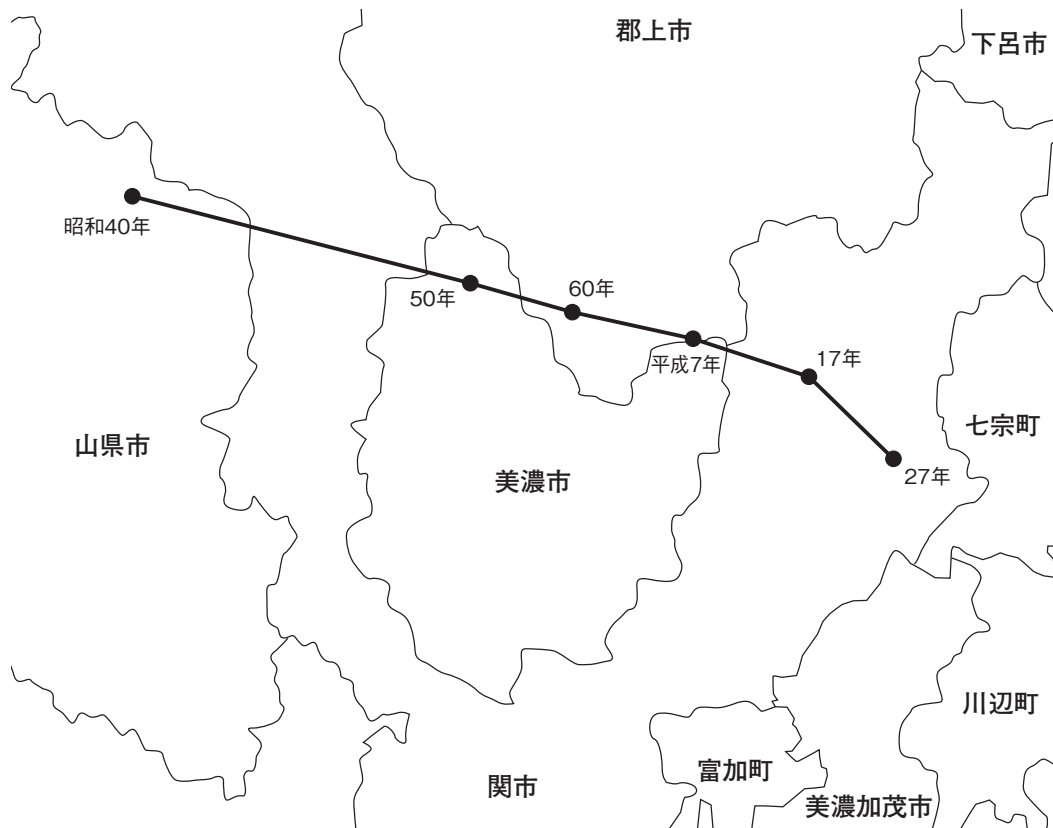 郡上市
下呂市
昭和40年
50年
60年
平成7年
17年
27年
山県市
美濃市
七宗町
川辺町
関市
富加町
美濃加茂市